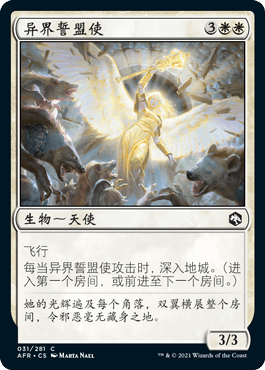 异界誓盟使 3
生物~天使
飞行
每当异界誓盟使攻击时，深入地城。（进
入第一个房间，或前进至下一个房间。）
她的光辉遍及每个角落，双翼横展整个房
间，令邪恶毫无藏身之地。
3/3
031/281 C
AFR • CS MARTA NAEL
™ & © 2021 Wizards of the Coast